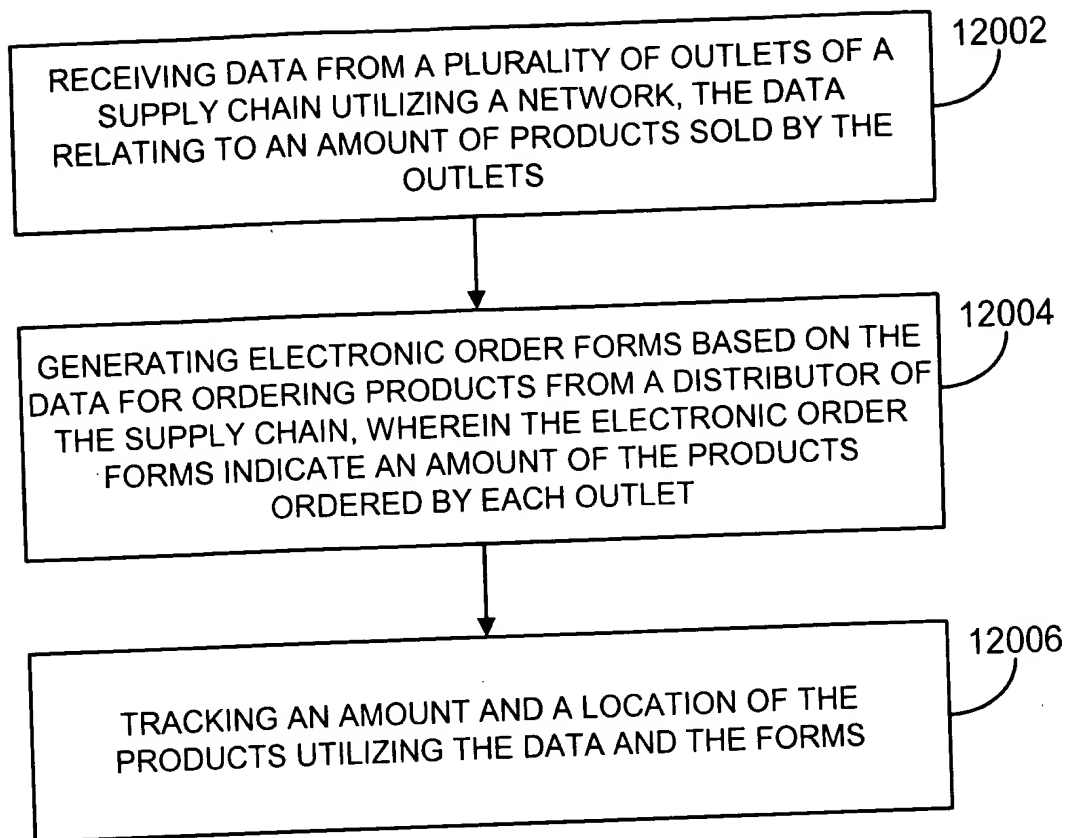 12002
RECEIVING DATA FROM A PLURALITY OF OUTLETS OF A
SUPPLY CHAIN UTILIZING A NETWORK, THE DATA
RELATING TO AN AMOUNT OF PRODUCTS SOLD BY THE
OUTLETS
12004
GENERATING ELECTRONIC ORDER FORMS BASED ON THE
DATA FOR ORDERING PRODUCTS FROM A DISTRIBUTOR OF
THE SUPPLY CHAIN, WHEREIN THE ELECTRONIC ORDER
FORMS INDICATE AN AMOUNT OF THE PRODUCTS
ORDERED BY EACH OUTLET
12006
TRACKING AN AMOUNT AND A LOCATION OF THE
PRODUCTS UTILIZING THE DATA AND THE FORMS